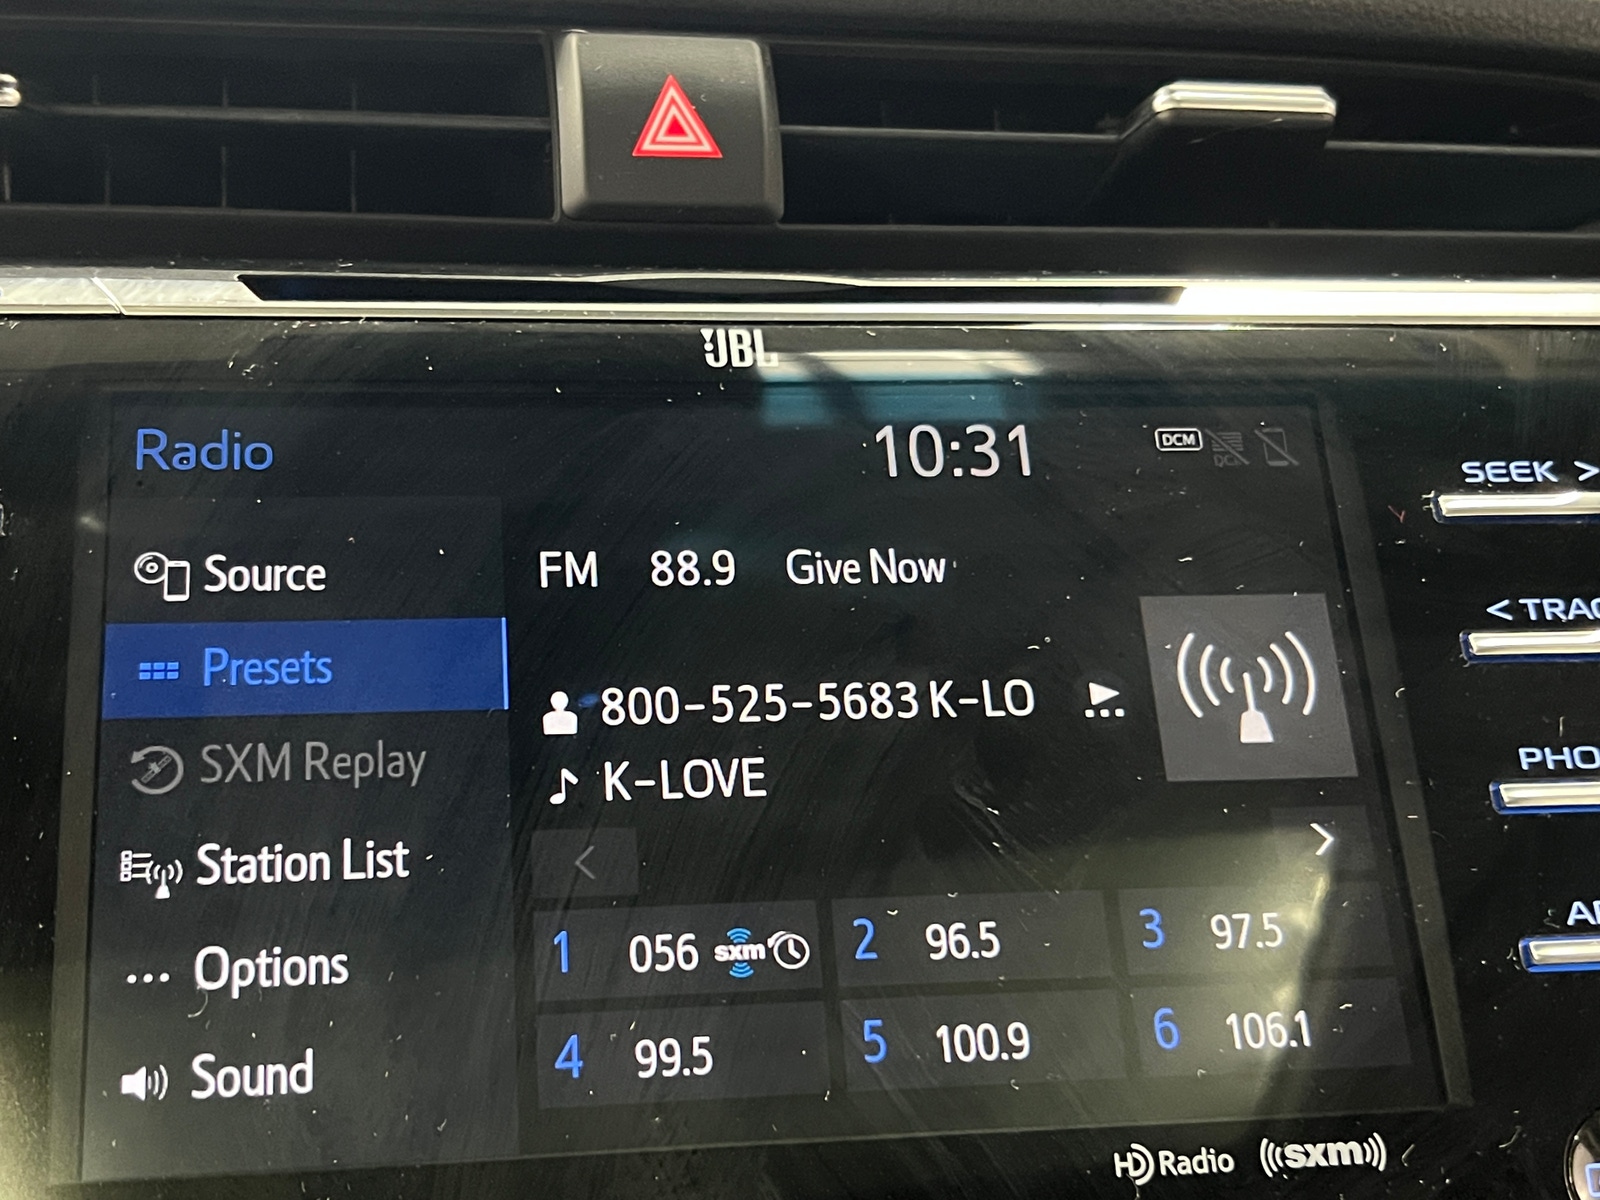 JBL
Radio
10:31
DCM
SEEK >
Source
FM 88.9 Give Now
< TRAC
Presets
800-525-5683 K-LO
SXM Replay
K-LOVE
PHO
Station List
1 056 sxm
2 96.5
3 97.5
Options
4 99.5
5 100.9
6 106.1
Sound
HD Radio
((sxm))